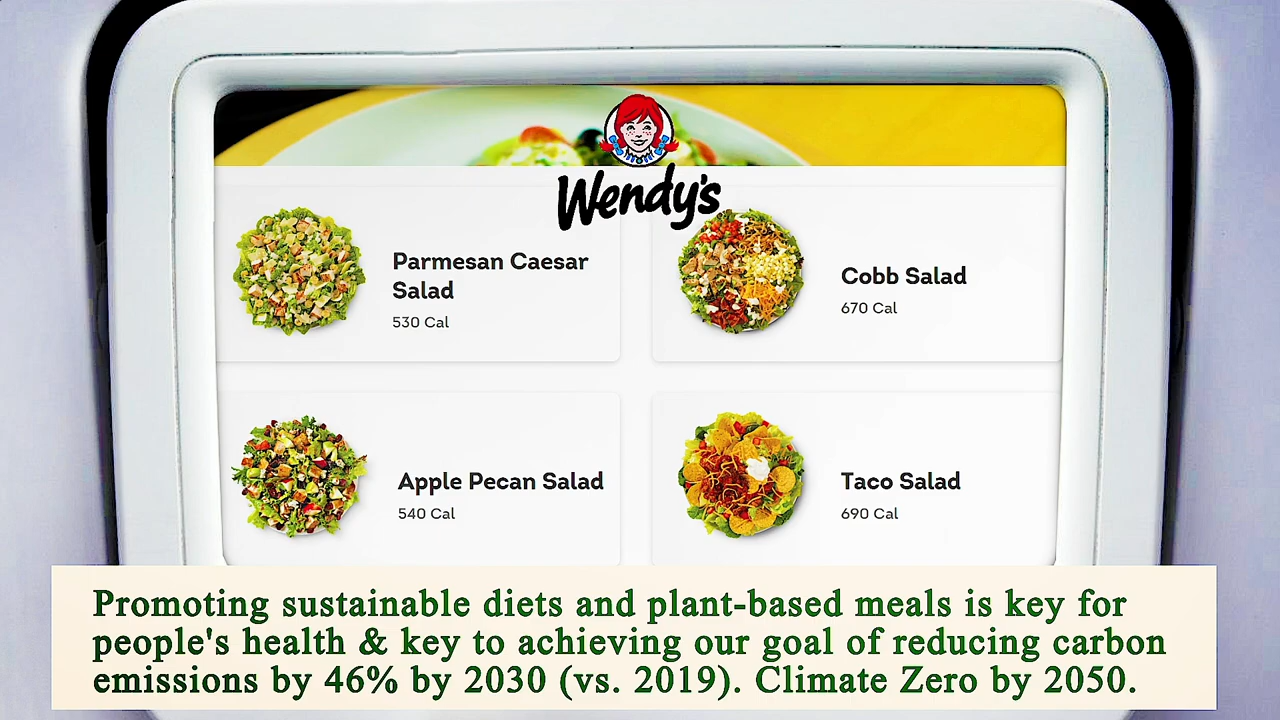 Wendy's
Parmesan Caesar
Salad
530 Cal
Cobb Salad
670 Cal
Apple Pecan Salad
540 Cal
Taco Salad
690 Cal
Promoting sustainable diets and plant-based meals is key for
people's health & key to achieving our goal of reducing carbon
emissions by 46% by 2030 (vs. 2019). Climate Zero by 2050.